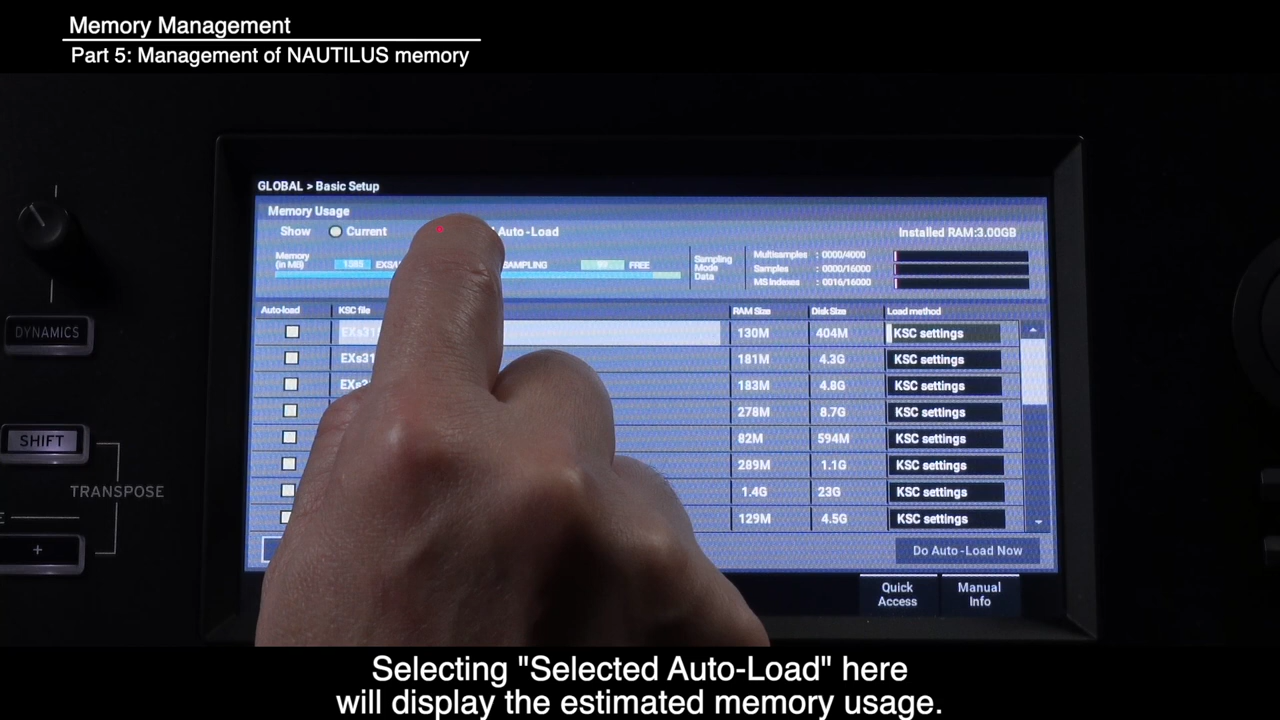 Memory Management
Part 5: Management of NAUTILUS memory
GLOBAL > Basic Setup
Memory Usage
Show Current Auto-Load Installed RAM:3.00GB
Memory
(in MB)
SAMPLING FREE
Sampling
Mode
Data
Multisamples : 0000/4000
Samples : 0000/16000
MS Indexes : 0016/16000
Auto-load KSC file RAM Size Disk Size Load method
130M 404M KSC settings
181M 4.3G KSC settings
183M 4.8G KSC settings
278M 8.7G KSC settings
82M 594M KSC settings
289M 1.1G KSC settings
1.4G 23G KSC settings
129M 4.5G KSC settings
Do Auto-Load Now
Quick
Access
Manual
Info
DYNAMICS
SHIFT
TRANSPOSE
+
Selecting "Selected Auto-Load" here
will display the estimated memory usage.